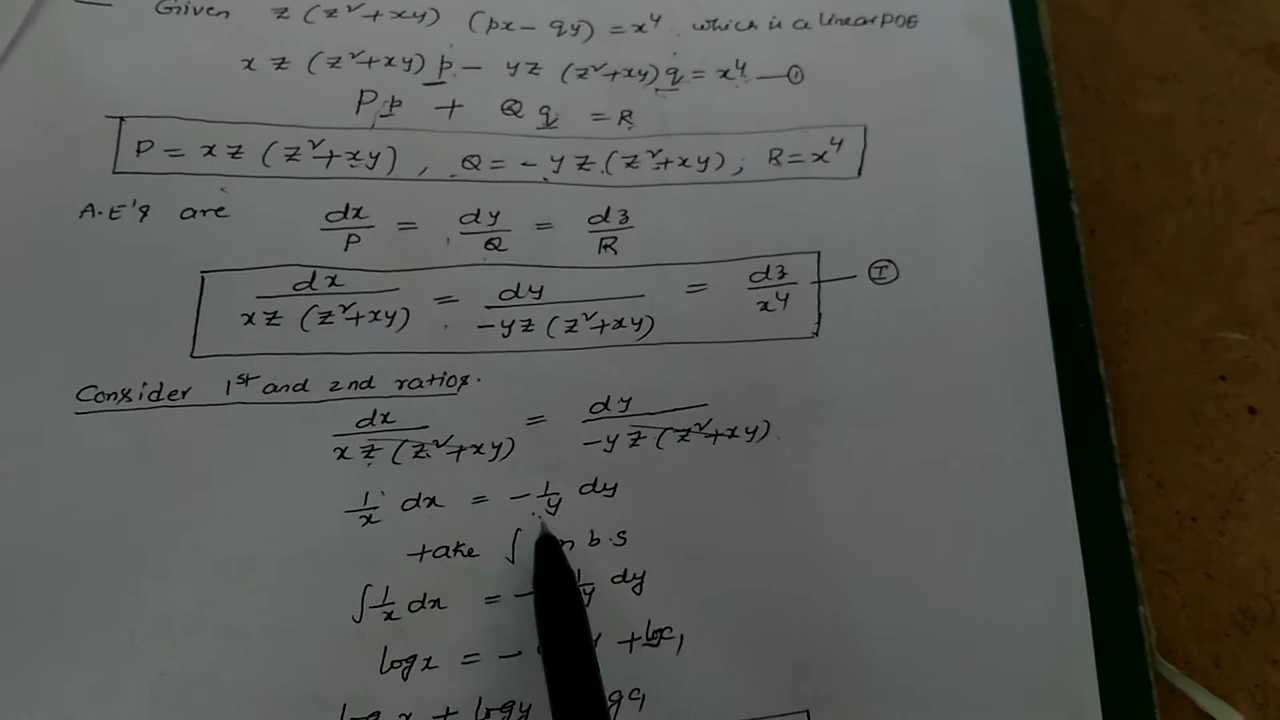 Given z (z²+xy) (px - qy) = x⁴ which is a linear PDE
x z (z²+xy) p - yz (z²+xy) q = x⁴ —①
Pp + Qq = R
P = xz (z²+xy), Q = -yz (z²+xy); R = x⁴
A.E's are dx/P = dy/Q = dz/R
dx/xz (z²+xy) = dy/-yz (z²+xy) = dz/x⁴ — Ⓘ
Consider 1st and 2nd ratios.
dx/xz (z²+xy) = dy/-yz (z²+xy)
1/x dx = -1/y dy
take ∫ b.s
∫1/x dx = - 1/y dy
log x = - + log c₁
log x + log y